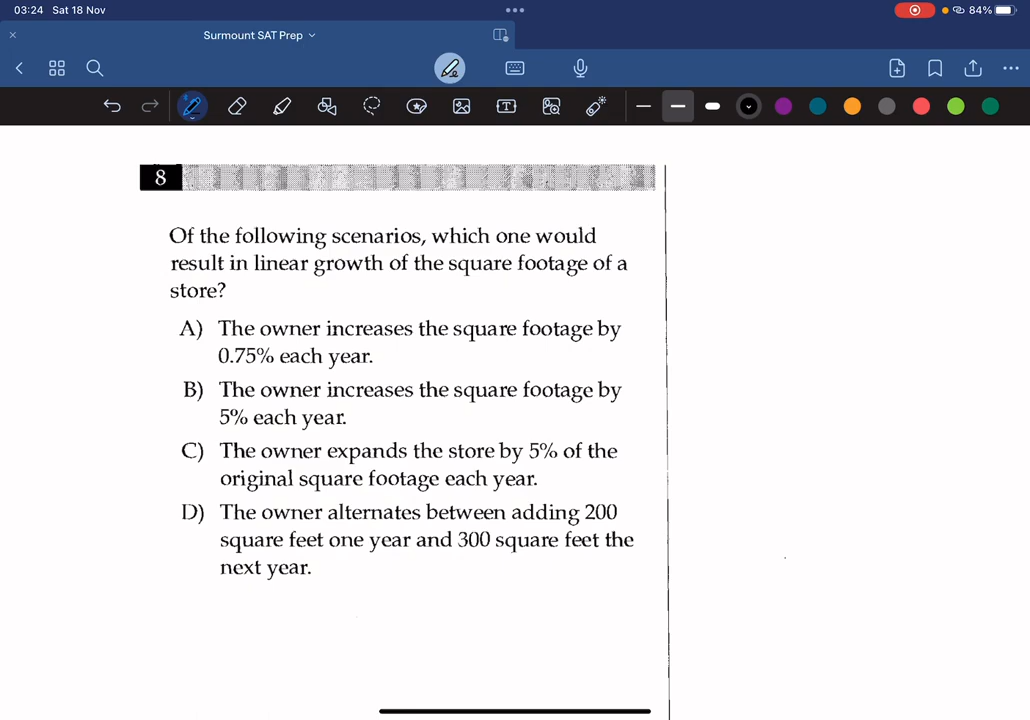 03:24 Sat 18 Nov
84%
Surmount SAT Prep
8
Of the following scenarios, which one would
result in linear growth of the square footage of a
store?
A) The owner increases the square footage by
0.75% each year.
B) The owner increases the square footage by
5% each year.
C) The owner expands the store by 5% of the
original square footage each year.
D) The owner alternates between adding 200
square feet one year and 300 square feet the
next year.